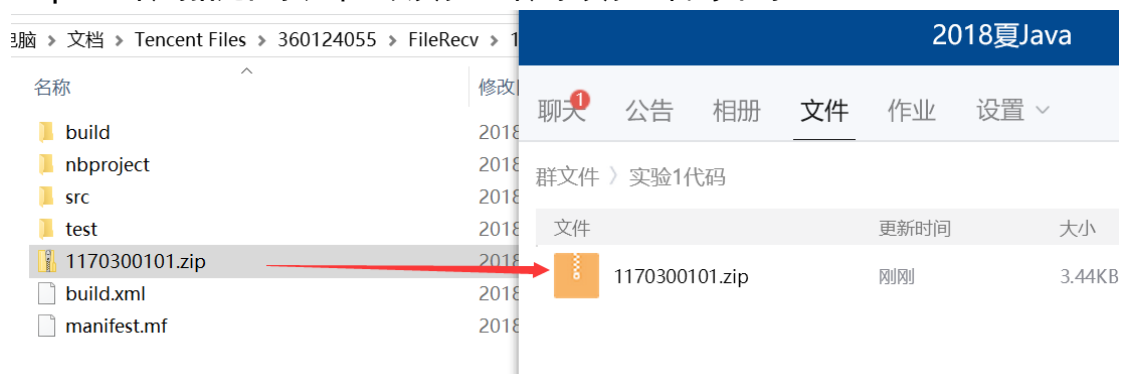 电脑 > 文档 > Tencent Files > 360124055 > FileRecv > 1
名称
修改
build
2018
nbproject
2018
src
2018
test
2018
1170300101.zip
2018
build.xml
2018
manifest.mf
2018
2018夏Java
聊天 1 公告 相册 文件 作业 设置
群文件 〉 实验1代码
文件 更新时间 大小
1170300101.zip 刚刚 3.44KB